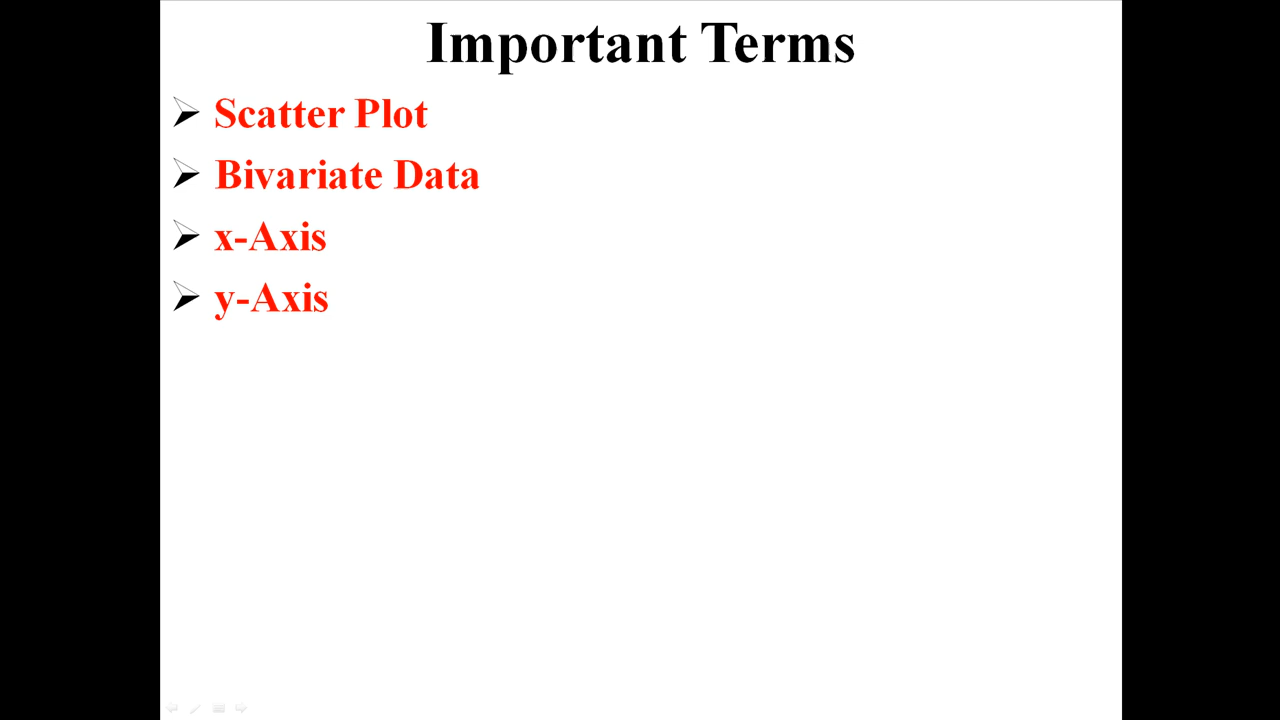 Important Terms
Scatter Plot
Bivariate Data
x-Axis
y-Axis